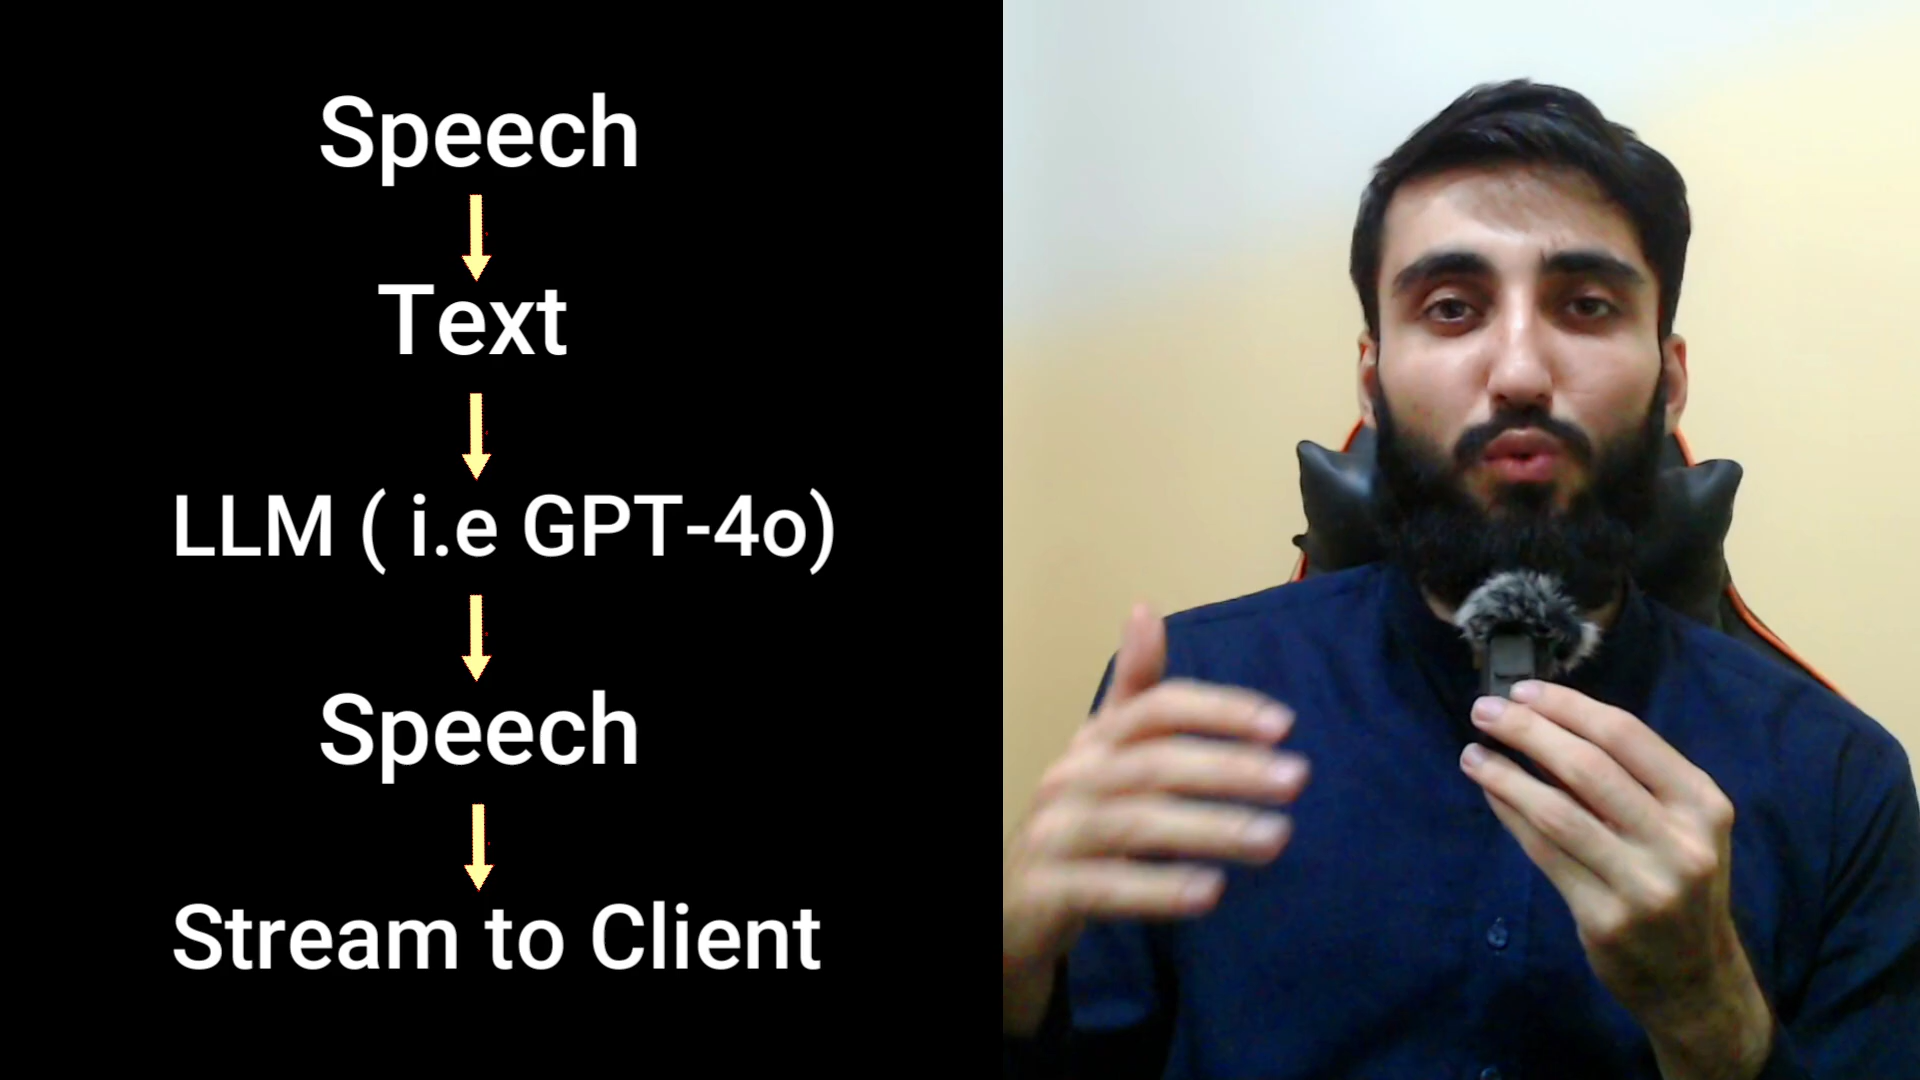 Speech
Text
LLM ( i.e GPT-4o)
Speech
Stream to Client